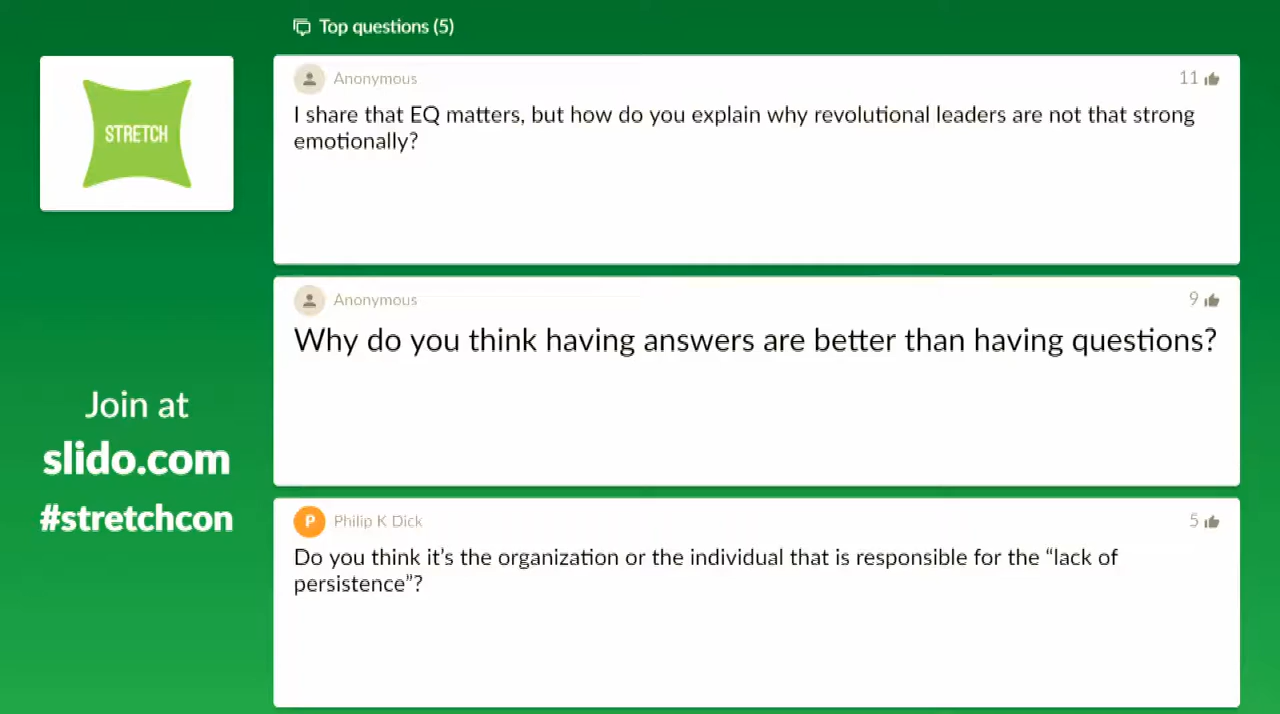 Top questions (5)
STRETCH
Anonymous
11
I share that EQ matters, but how do you explain why revolutional leaders are not that strong
emotionally?
Anonymous
9
Why do you think having answers are better than having questions?
Join at
slido.com
#stretchcon
P
Philip K Dick
5
Do you think it's the organization or the individual that is responsible for the “lack of
persistence”?